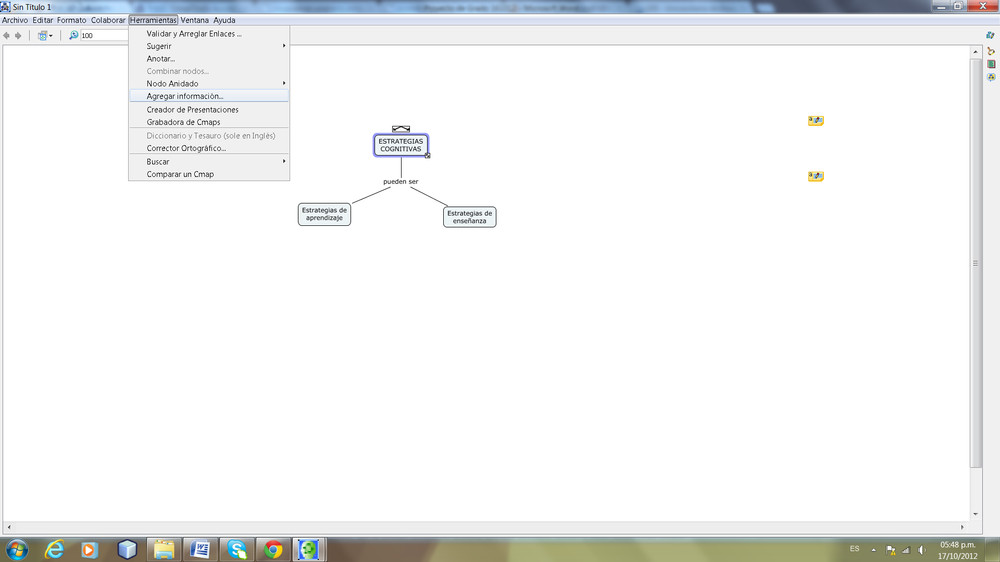 Sin Título 1
Archivo Editar Formato Colaborar Herramientas Ventana Ayuda
100
Validar y Arreglar Enlaces ...
Sugerir
Anotar...
Combinar nodos...
Nodo Anidado
Agregar información...
Creador de Presentaciones
Grabadora de Cmaps
Diccionario y Tesauro (sole en Inglés)
Corrector Ortográfico...
Buscar
Comparar un Cmap
ESTRATEGIAS
COGNITIVAS
pueden ser
Estrategias de
aprendizaje
Estrategias de
enseñanza
ES
05:48 p.m.
17/10/2012